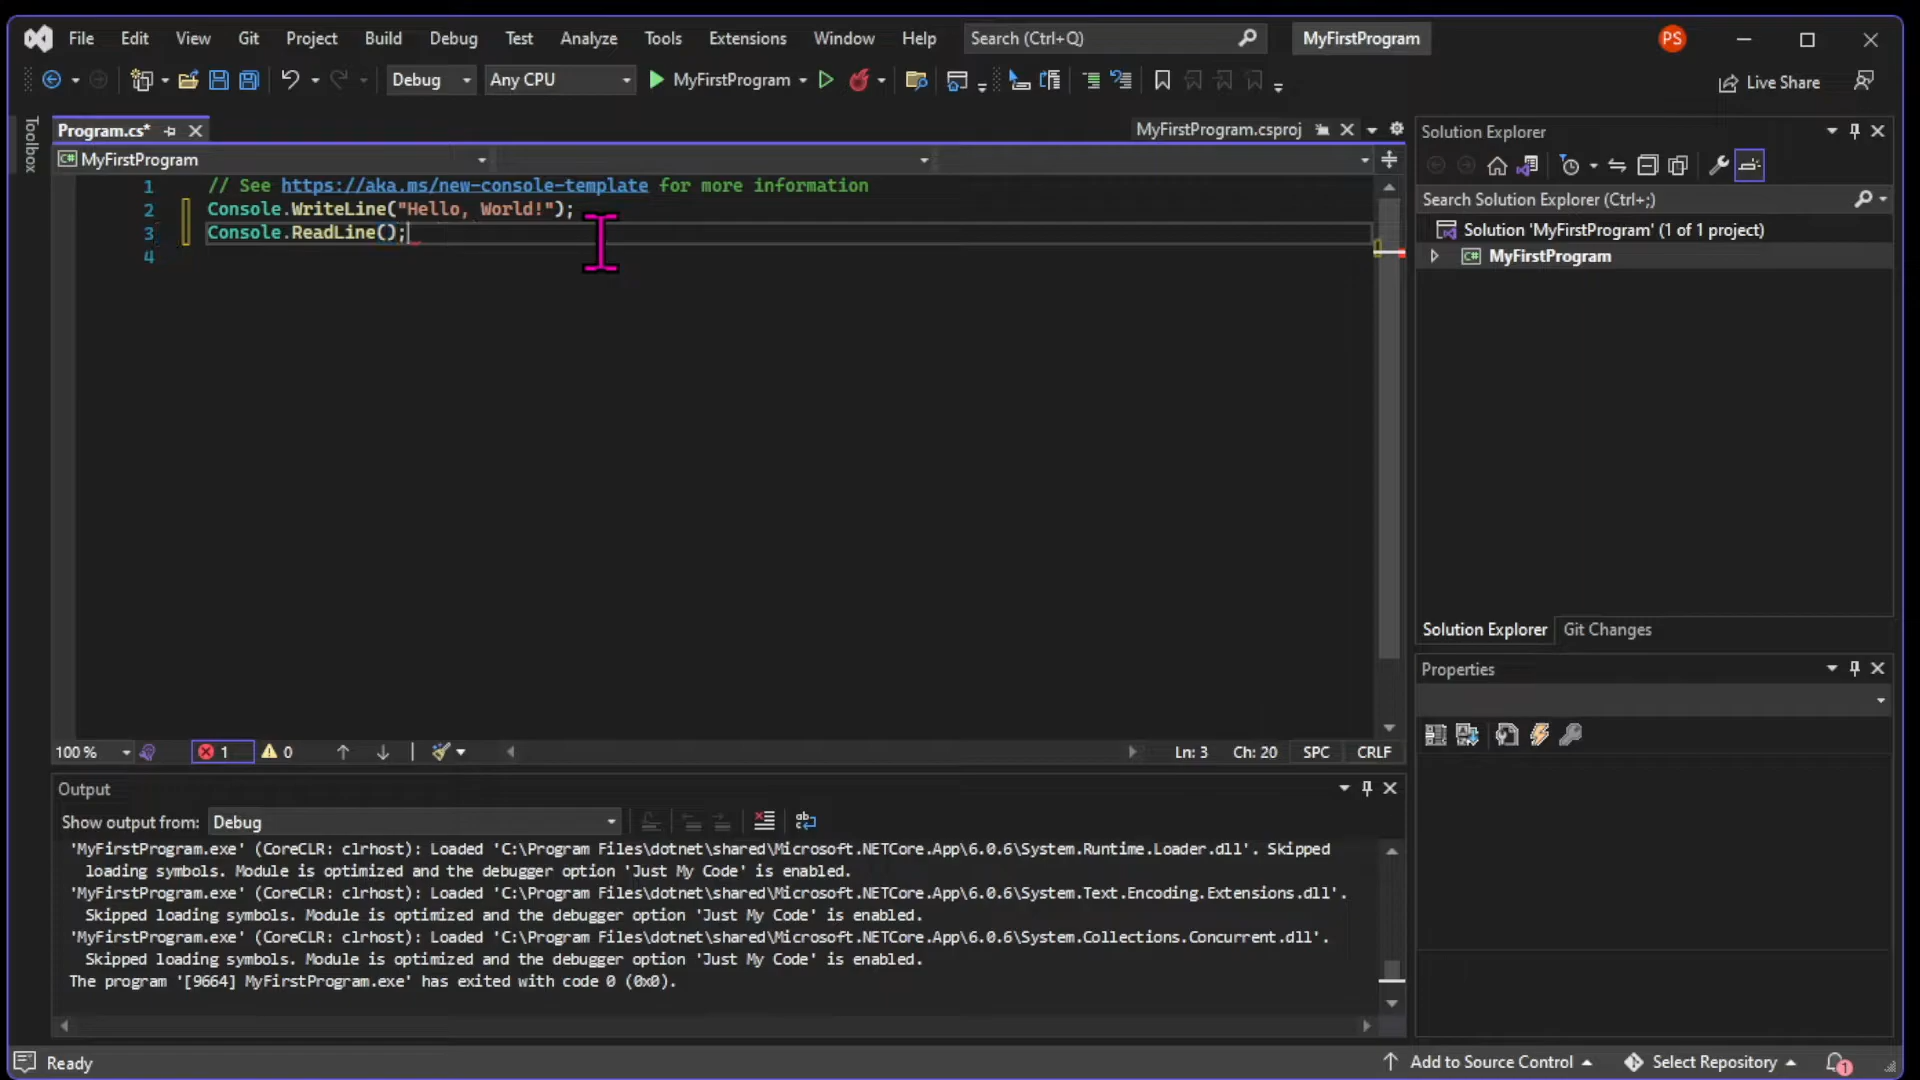 File Edit View Git Project Build Debug Test Analyze Tools Extensions Window Help Search (Ctrl+Q) MyFirstProgram PS
Debug Any CPU MyFirstProgram Live Share
Toolbox
Program.cs* MyFirstProgram.csproj
MyFirstProgram
1 // See https://aka.ms/new-console-template for more information
2 Console.WriteLine("Hello, World!");
3 Console.ReadLine();
4
100 % 1 0 Ln: 3 Ch: 20 SPC CRLF
Output
Show output from: Debug
'MyFirstProgram.exe' (CoreCLR: clrhost): Loaded 'C:\Program Files\dotnet\shared\Microsoft.NETCore.App\6.0.6\System.Runtime.Loader.dll'. Skipped
loading symbols. Module is optimized and the debugger option 'Just My Code' is enabled.
'MyFirstProgram.exe' (CoreCLR: clrhost): Loaded 'C:\Program Files\dotnet\shared\Microsoft.NETCore.App\6.0.6\System.Text.Encoding.Extensions.dll'.
Skipped loading symbols. Module is optimized and the debugger option 'Just My Code' is enabled.
'MyFirstProgram.exe' (CoreCLR: clrhost): Loaded 'C:\Program Files\dotnet\shared\Microsoft.NETCore.App\6.0.6\System.Collections.Concurrent.dll'.
Skipped loading symbols. Module is optimized and the debugger option 'Just My Code' is enabled.
The program '[9664] MyFirstProgram.exe' has exited with code 0 (0x0).
Solution Explorer
Search Solution Explorer (Ctrl+;)
Solution 'MyFirstProgram' (1 of 1 project)
C# MyFirstProgram
Solution Explorer Git Changes
Properties
Ready Add to Source Control Select Repository 1